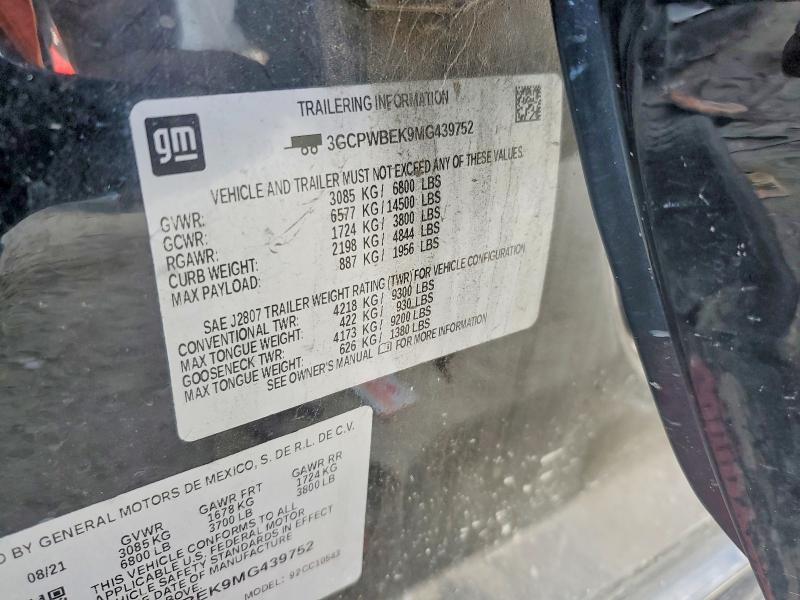 TRAILERING INFORMATION
gm
3GCPWBEK9MG439752
VEHICLE AND TRAILER MUST NOT EXCEED ANY OF THESE VALUES.
GVWR: 3085 KG/ 6800 LBS
GCWR: 6577 KG/14500 LBS
RGAWR: 1724 KG/ 3800 LBS
CURB WEIGHT: 2198 KG/ 4844 LBS
MAX PAYLOAD: 887 KG/ 1956 LBS
SAE J2807 TRAILER WEIGHT RATING (TWR) FOR VEHICLE CONFIGURATION
CONVENTIONAL TWR: 4218 KG/ 9300 LBS
MAX TONGUE WEIGHT: 422 KG/ 930 LBS
GOOSENECK TWR: 4173 KG/ 9200 LBS
MAX TONGUE WEIGHT: 626 KG/ 1380 LBS
SEE OWNER'S MANUAL FOR MORE INFORMATION
D BY GENERAL MOTORS DE MEXICO, S. DE R.L. DE C.V.
08/21
GVWR GAWR FRT GAWR RR
3085 KG 1678 KG 1724 KG
6800 LB 3700 LB 3800 LB
THIS VEHICLE CONFORMS TO ALL
APPLICABLE U.S. FEDERAL MOTOR
VEHICLE SAFETY STANDARDS IN EFFECT
ABOVE. DATE OF MANUFACTURE
BEK9MG439752
MODEL: 92CC10543